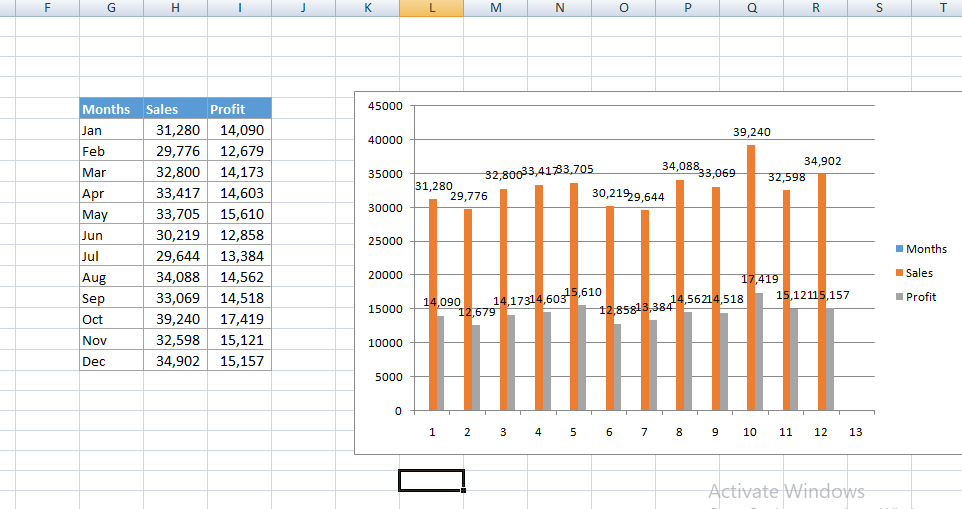 F G H I J K L M N O P Q R S T
Months Sales Profit
Jan 31,280 14,090
Feb 29,776 12,679
Mar 32,800 14,173
Apr 33,417 14,603
May 33,705 15,610
Jun 30,219 12,858
Jul 29,644 13,384
Aug 34,088 14,562
Sep 33,069 14,518
Oct 39,240 17,419
Nov 32,598 15,121
Dec 34,902 15,157
45000
40000
35000
30000
25000
20000
15000
10000
5000
0
31,280 29,776 32,800 33,417 33,705 30,219 29,644 34,088 33,069 39,240 32,598 34,902
14,090 12,679 14,173 14,603 15,610 12,858 13,384 14,562 14,518 17,419 15,121 15,157
1 2 3 4 5 6 7 8 9 10 11 12 13
Months
Sales
Profit
Activate Windows